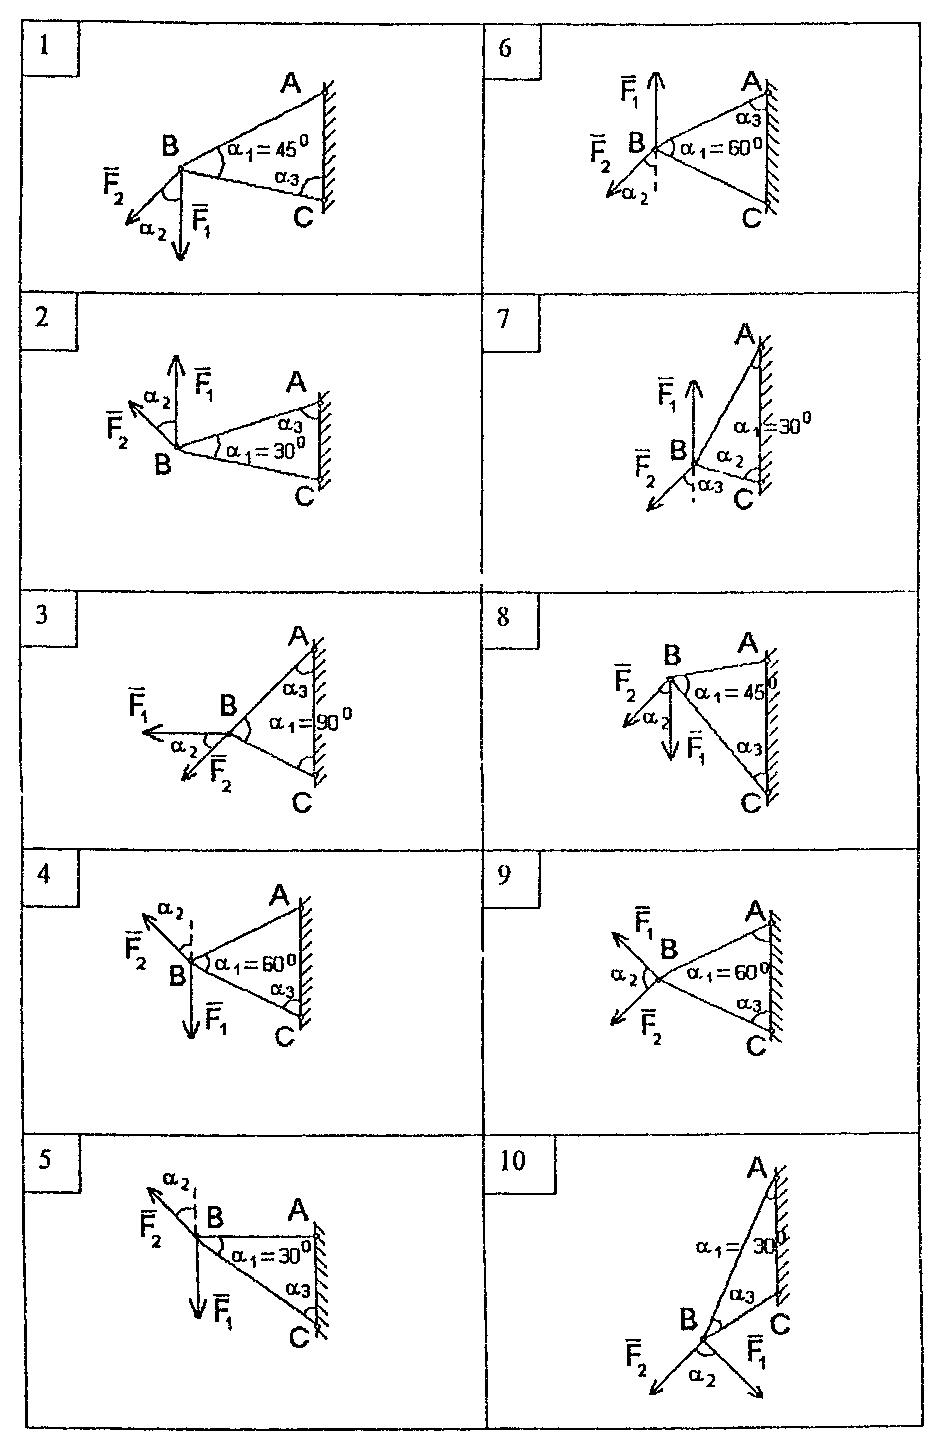 1
A
B
α₁=45⁰
α₃
F̅₂
α₂
F̅₁
C
6
F̅₁
A
α₃
F̅₂
B
α₁=60⁰
α₂
C
2
α₂
F̅₁
A
F̅₂
α₃
B
α₁=30⁰
C
7
A
F̅₁
α₁=30⁰
B
F̅₂
α₂
α₃
C
3
A
F̅₁
α₃
B
α₁=90⁰
α₂
F̅₂
C
8
B
A
F̅₂
α₁=45⁰
α₂
F̅₁
α₃
C
4
α₂
A
F̅₂
B
α₁=60⁰
α₃
F̅₁
C
9
F̅₁
A
B
α₂
α₁=60⁰
α₃
F̅₂
C
5
α₂
F̅₂
B
A
α₁=30⁰
α₃
F̅₁
C
10
A
α₁= 30⁰
α₃
B
C
F̅₂
F̅₁
α₂